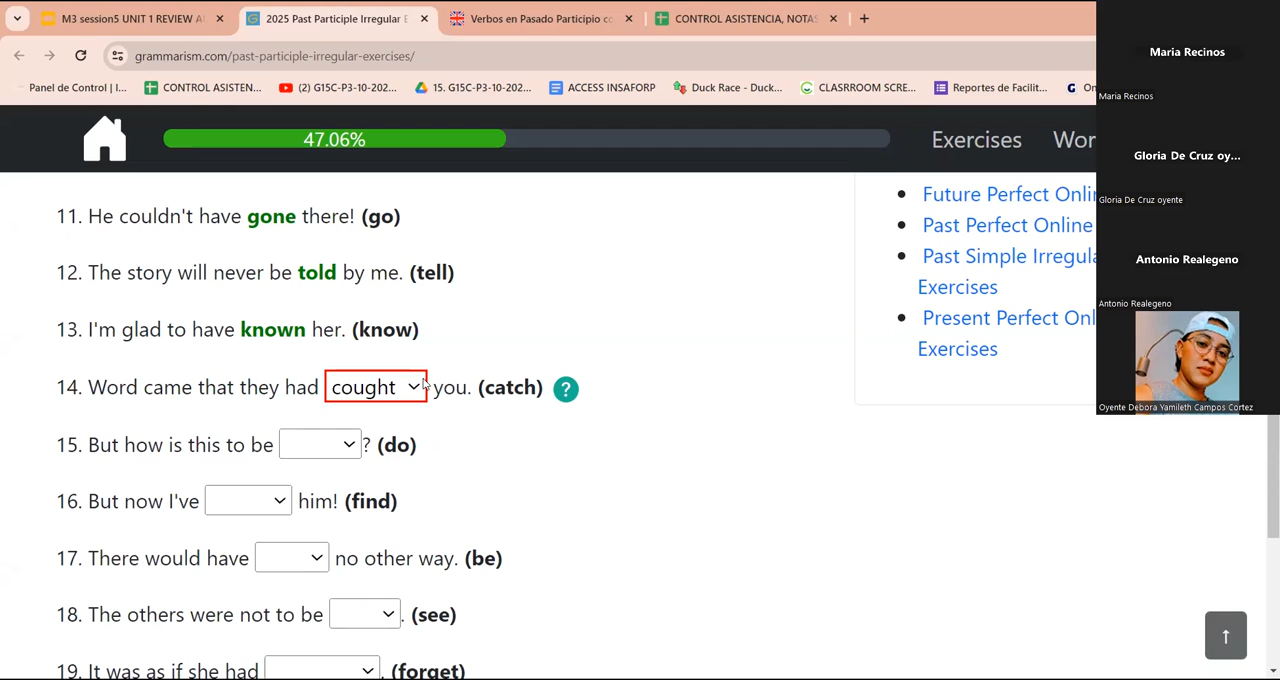 M3 session5 UNIT 1 REVIEW A
2025 Past Participle Irregular E
Verbos en Pasado Participio co
CONTROL ASISTENCIA, NOTAS
grammarism.com/past-participle-irregular-exercises/
Panel de Control | I...
CONTROL ASISTEN...
(2) G15C-P3-10-202...
15. G15C-P3-10-202...
ACCESS INSAFORP
Duck Race - Duck...
CLASRROOM SCRE...
Reportes de Facilit...
On
47.06%
Exercises
Wor
11. He couldn't have gone there! (go)
12. The story will never be told by me. (tell)
13. I'm glad to have known her. (know)
14. Word came that they had cought you. (catch) ?
15. But how is this to be ? (do)
16. But now I've him! (find)
17. There would have no other way. (be)
18. The others were not to be . (see)
19. It was as if she had . (forget)
Future Perfect Onli
Past Perfect Online
Past Simple Irregula
Exercises
Present Perfect Onl
Exercises
Maria Recinos
Maria Recinos
Gloria De Cruz oy...
Gloria De Cruz oyente
Antonio Realegeno
Antonio Realegeno
Oyente Debora Yamileth Campos Cortez